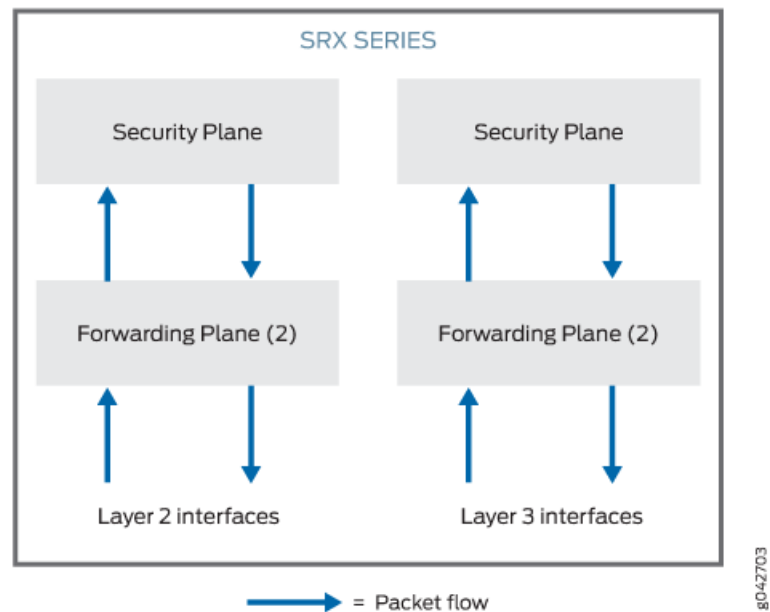 SRX SERIES
Security Plane
Security Plane
Forwarding Plane (2)
Forwarding Plane (2)
Layer 2 interfaces
Layer 3 interfaces
= Packet flow
g042703